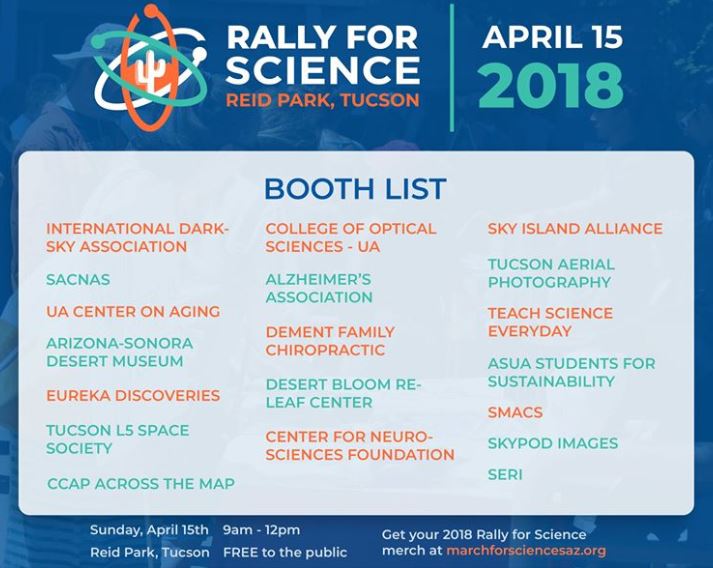 RALLY FOR
SCIENCE
REID PARK, TUCSON
APRIL 15
2018
BOOTH LIST
INTERNATIONAL DARK-
SKY ASSOCIATION
SACNAS
UA CENTER ON AGING
ARIZONA-SONORA
DESERT MUSEUM
EUREKA DISCOVERIES
TUCSON L5 SPACE
SOCIETY
CCAP ACROSS THE MAP
COLLEGE OF OPTICAL
SCIENCES - UA
ALZHEIMER'S
ASSOCIATION
DEMENT FAMILY
CHIROPRACTIC
DESERT BLOOM RE-
LEAF CENTER
CENTER FOR NEURO-
SCIENCES FOUNDATION
SKY ISLAND ALLIANCE
TUCSON AERIAL
PHOTOGRAPHY
TEACH SCIENCE
EVERYDAY
ASUA STUDENTS FOR
SUSTAINABILITY
SMACS
SKYPOD IMAGES
SERI
Sunday, April 15th 9am - 12pm
Reid Park, Tucson FREE to the public
Get your 2018 Rally for Science
merch at marchforsciencesaz.org